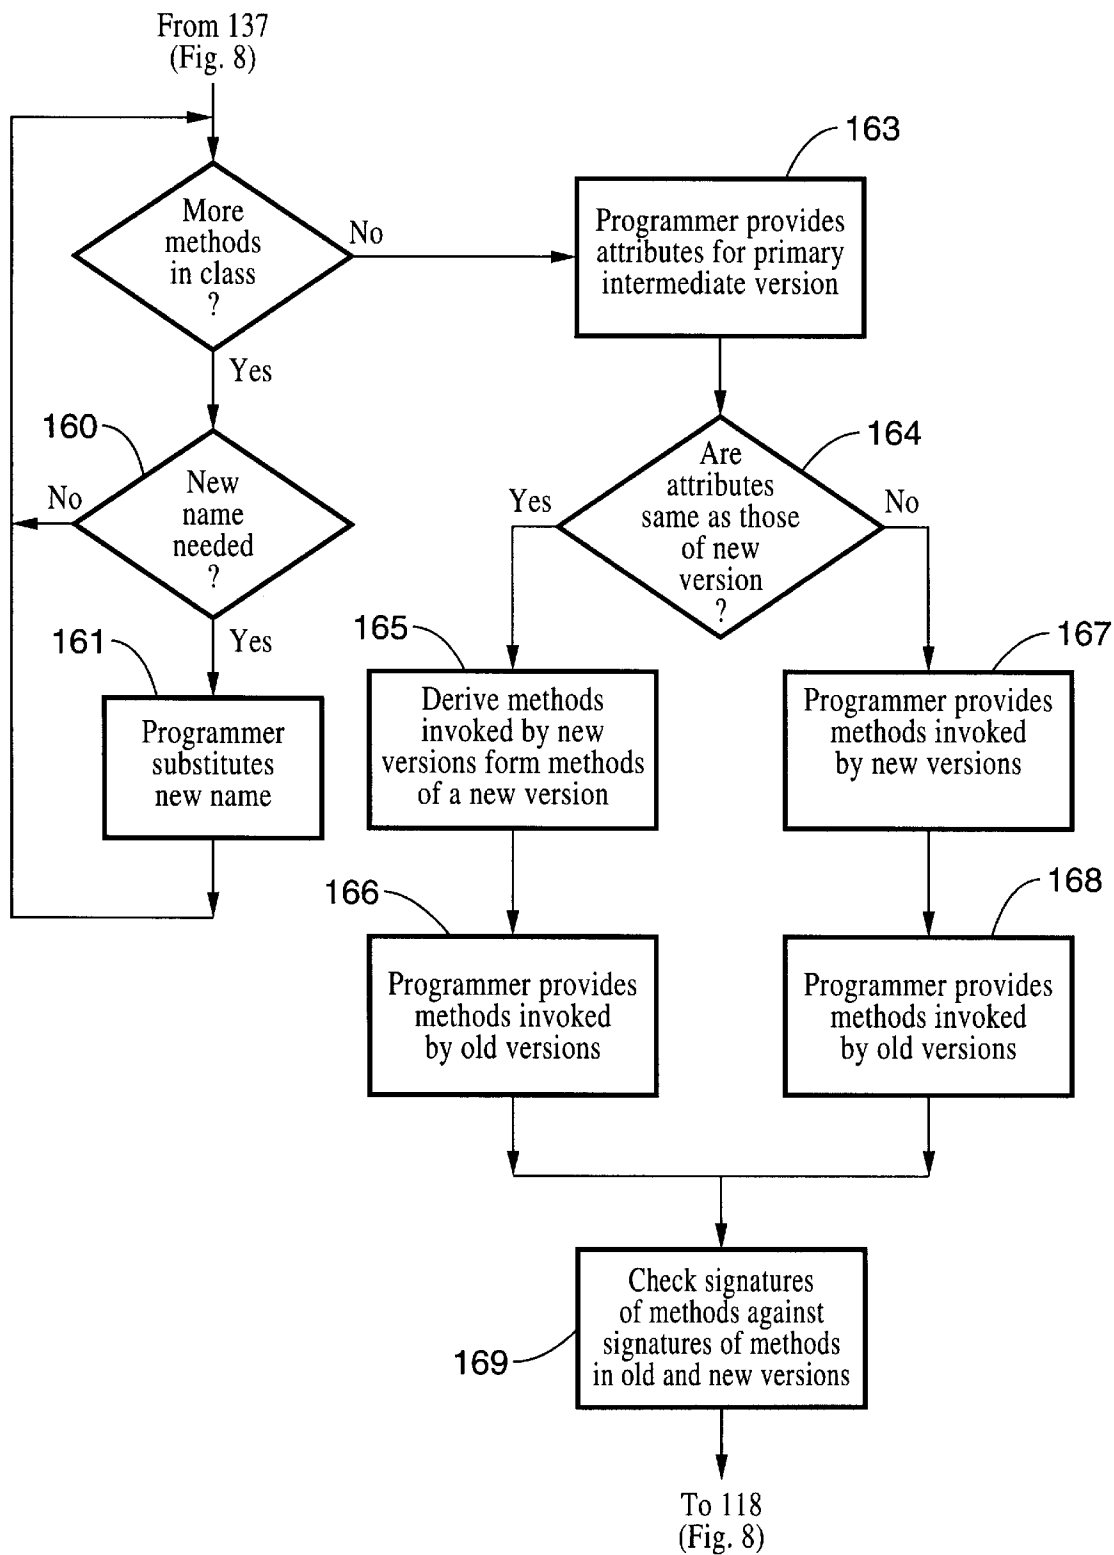 From 137
(Fig. 8)
163
More
methods
in class
?
No
Programmer provides
attributes for primary
intermediate version
Yes
160
New
name
needed
?
No
Yes
164
Are
attributes
same as those
of new
version
?
Yes
No
161
Programmer
substitutes
new name
165
Derive methods
invoked by new
versions form methods
of a new version
167
Programmer provides
methods invoked
by new versions
166
Programmer provides
methods invoked
by old versions
168
Programmer provides
methods invoked
by old versions
169
Check signatures
of methods against
signatures of methods
in old and new versions
To 118
(Fig. 8)